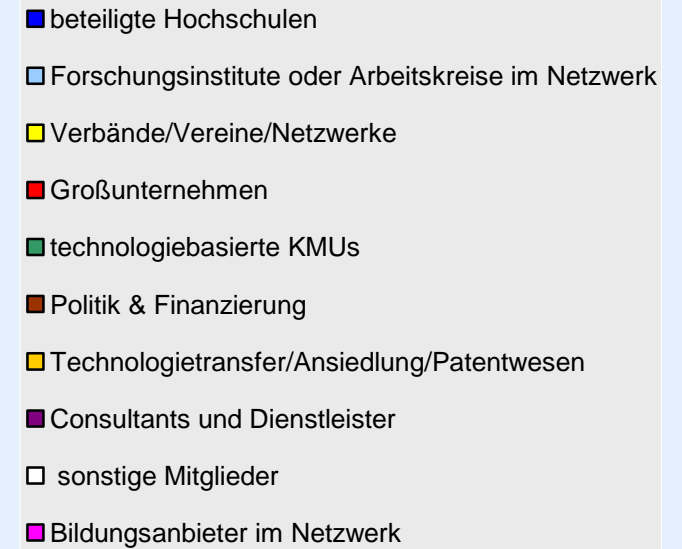 beteiligte Hochschulen
Forschungsinstitute oder Arbeitskreise im Netzwerk
Verbände/Vereine/Netzwerke
Großunternehmen
technologiebasierte KMUs
Politik & Finanzierung
Technologietransfer/Ansiedlung/Patentwesen
Consultants und Dienstleister
sonstige Mitglieder
Bildungsanbieter im Netzwerk